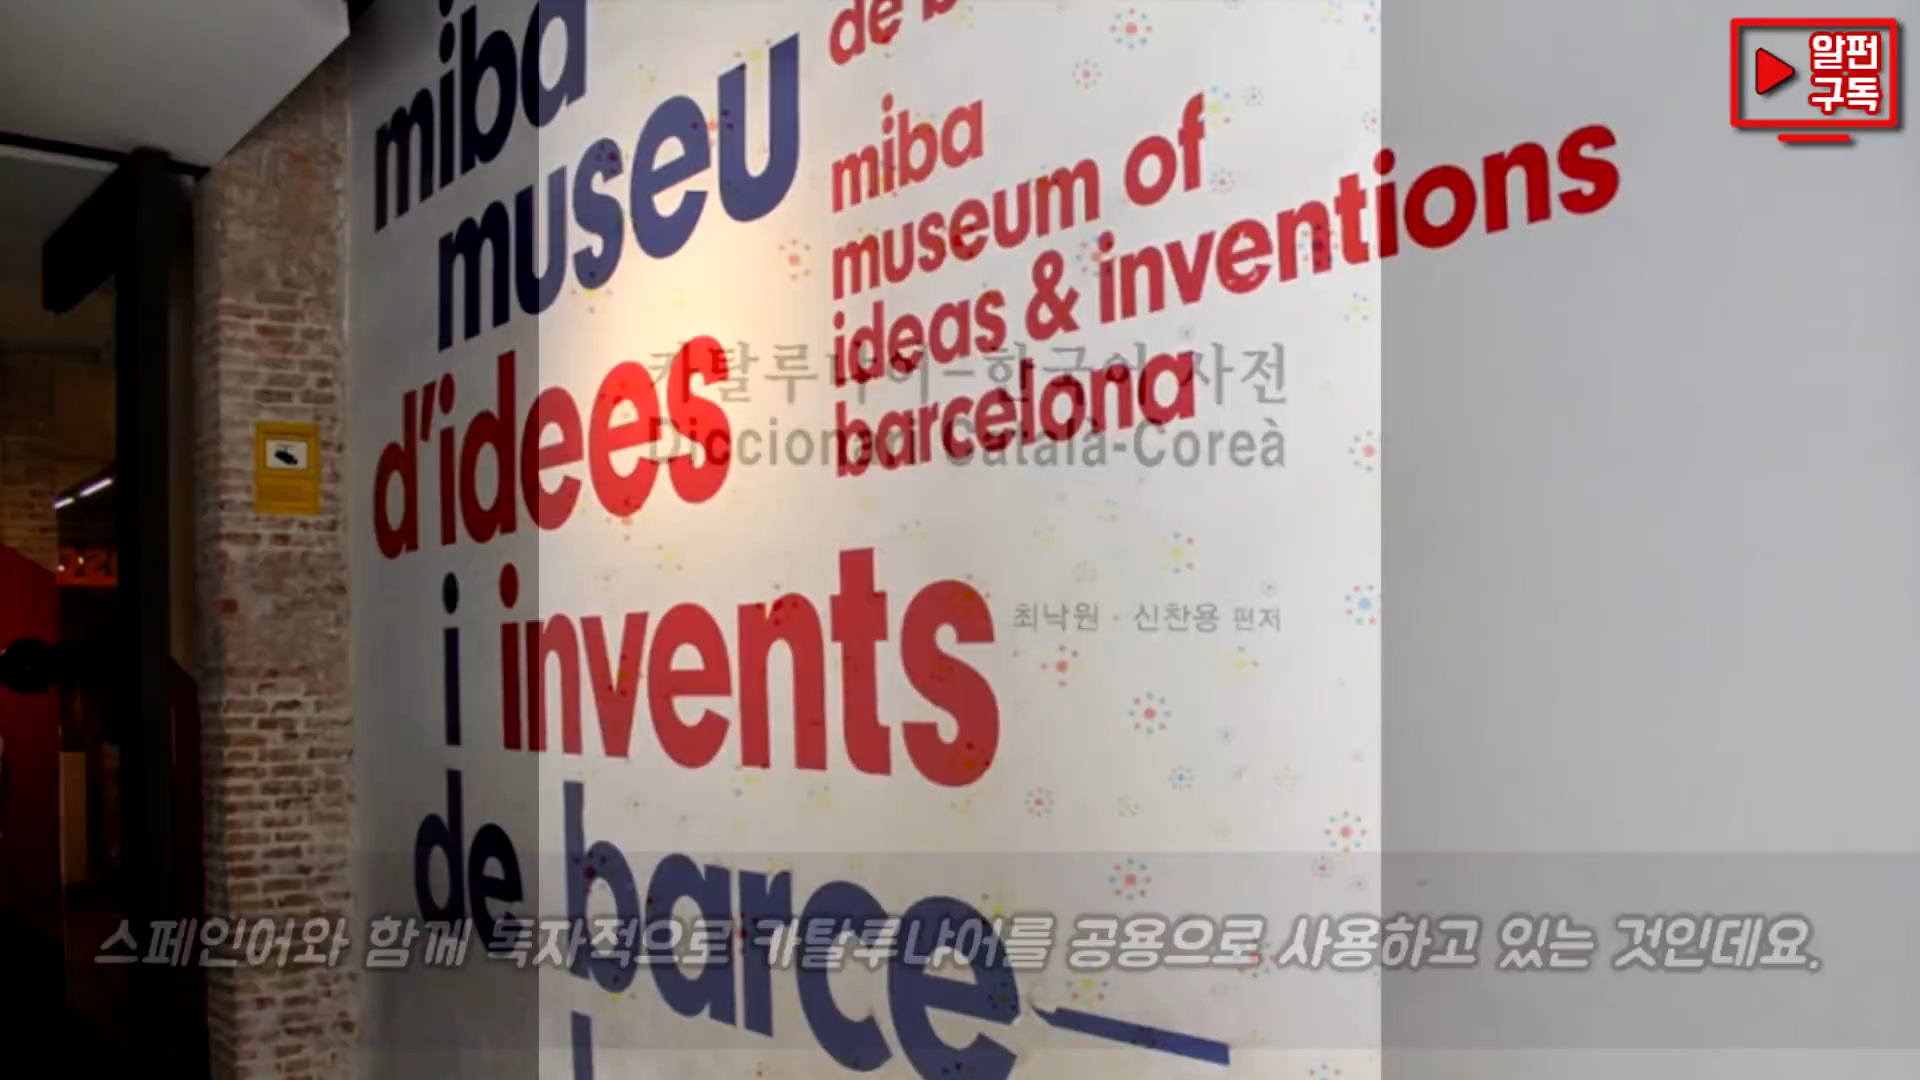 miba
museu
d'idees
i invents
de barce
de b
miba
museum of
ideas & inventions
barcelona
카탈루냐어-한국어 사전
Diccionari Català-Coreà
최낙원 · 신찬용 편저
알펀
구독
스페인어와 함께 독자적으로 카탈루냐어를 공용으로 사용하고 있는 것인데요.